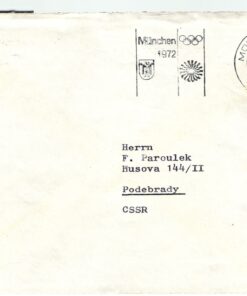 München
1972
Herrn
F. Paroulek
Husova 144/II
Podebrady
CSSR